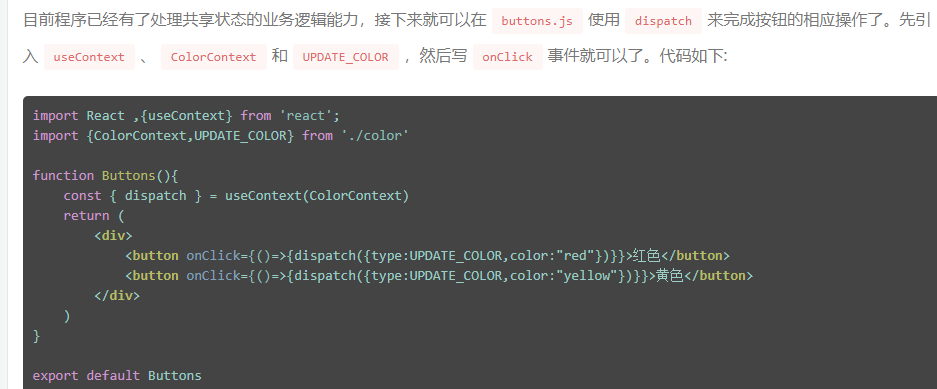 目前程序已经有了处理共享状态的业务逻辑能力，接下来就可以在 buttons.js 使用 dispatch 来完成按钮的相应操作了。先引
入 useContext 、 ColorContext 和 UPDATE_COLOR ，然后写 onClick 事件就可以了。代码如下:
import React ,{useContext} from 'react';
import {ColorContext,UPDATE_COLOR} from './color'
function Buttons(){
    const { dispatch } = useContext(ColorContext)
    return (
        <div>
            <button onClick={()=>{dispatch({type:UPDATE_COLOR,color:"red"})}}>红色</button>
            <button onClick={()=>{dispatch({type:UPDATE_COLOR,color:"yellow"})}}>黄色</button>
        </div>
    )
}
export default Buttons